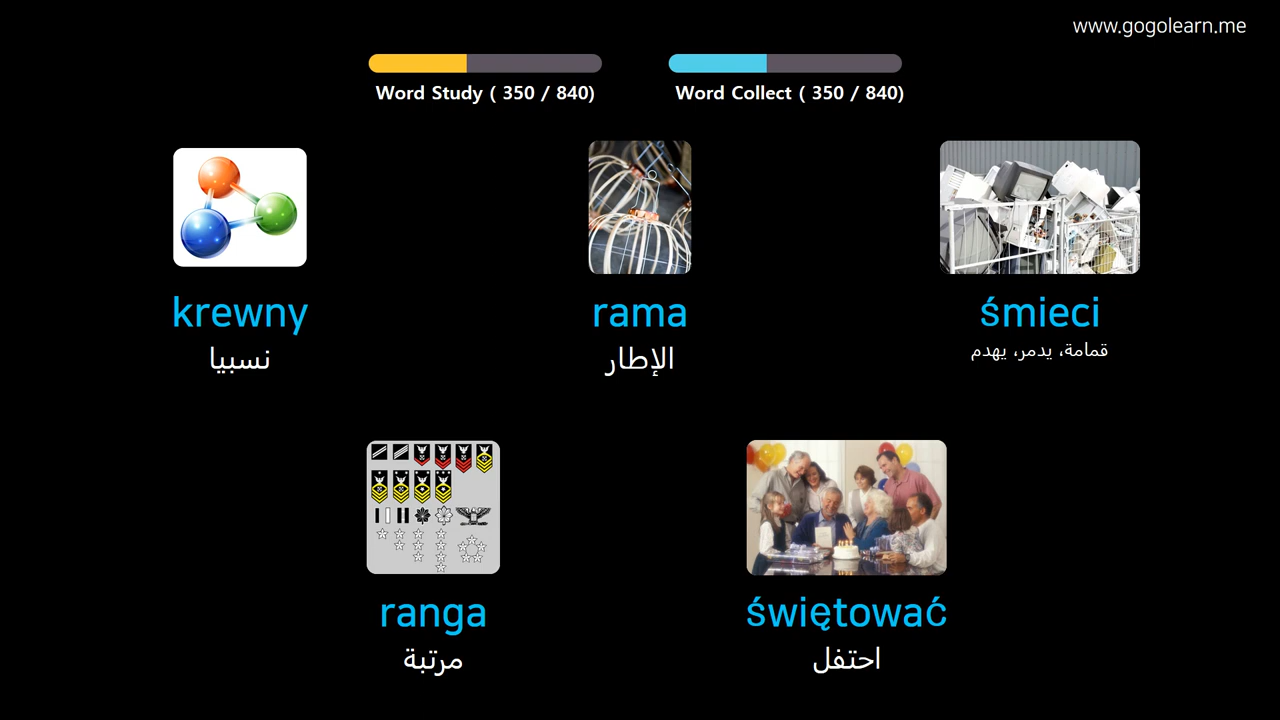 www.gogolearn.me
Word Study ( 350 / 840)
Word Collect ( 350 / 840)
krewny
نسبيا
rama
الإطار
śmieci
قمامة، يدمر، يهدم
ranga
مرتبة
świętować
احتفل